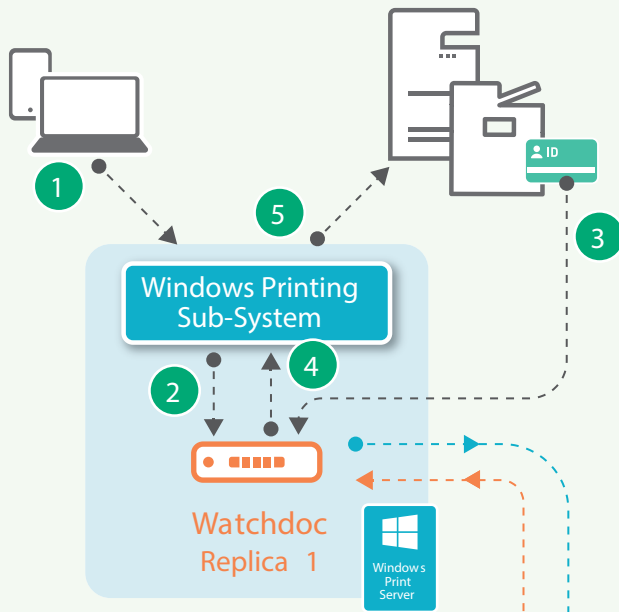 1
5
ID
3
Windows Printing
Sub-System
2
4
Watchdoc
Replica 1
Windows
Print
Server